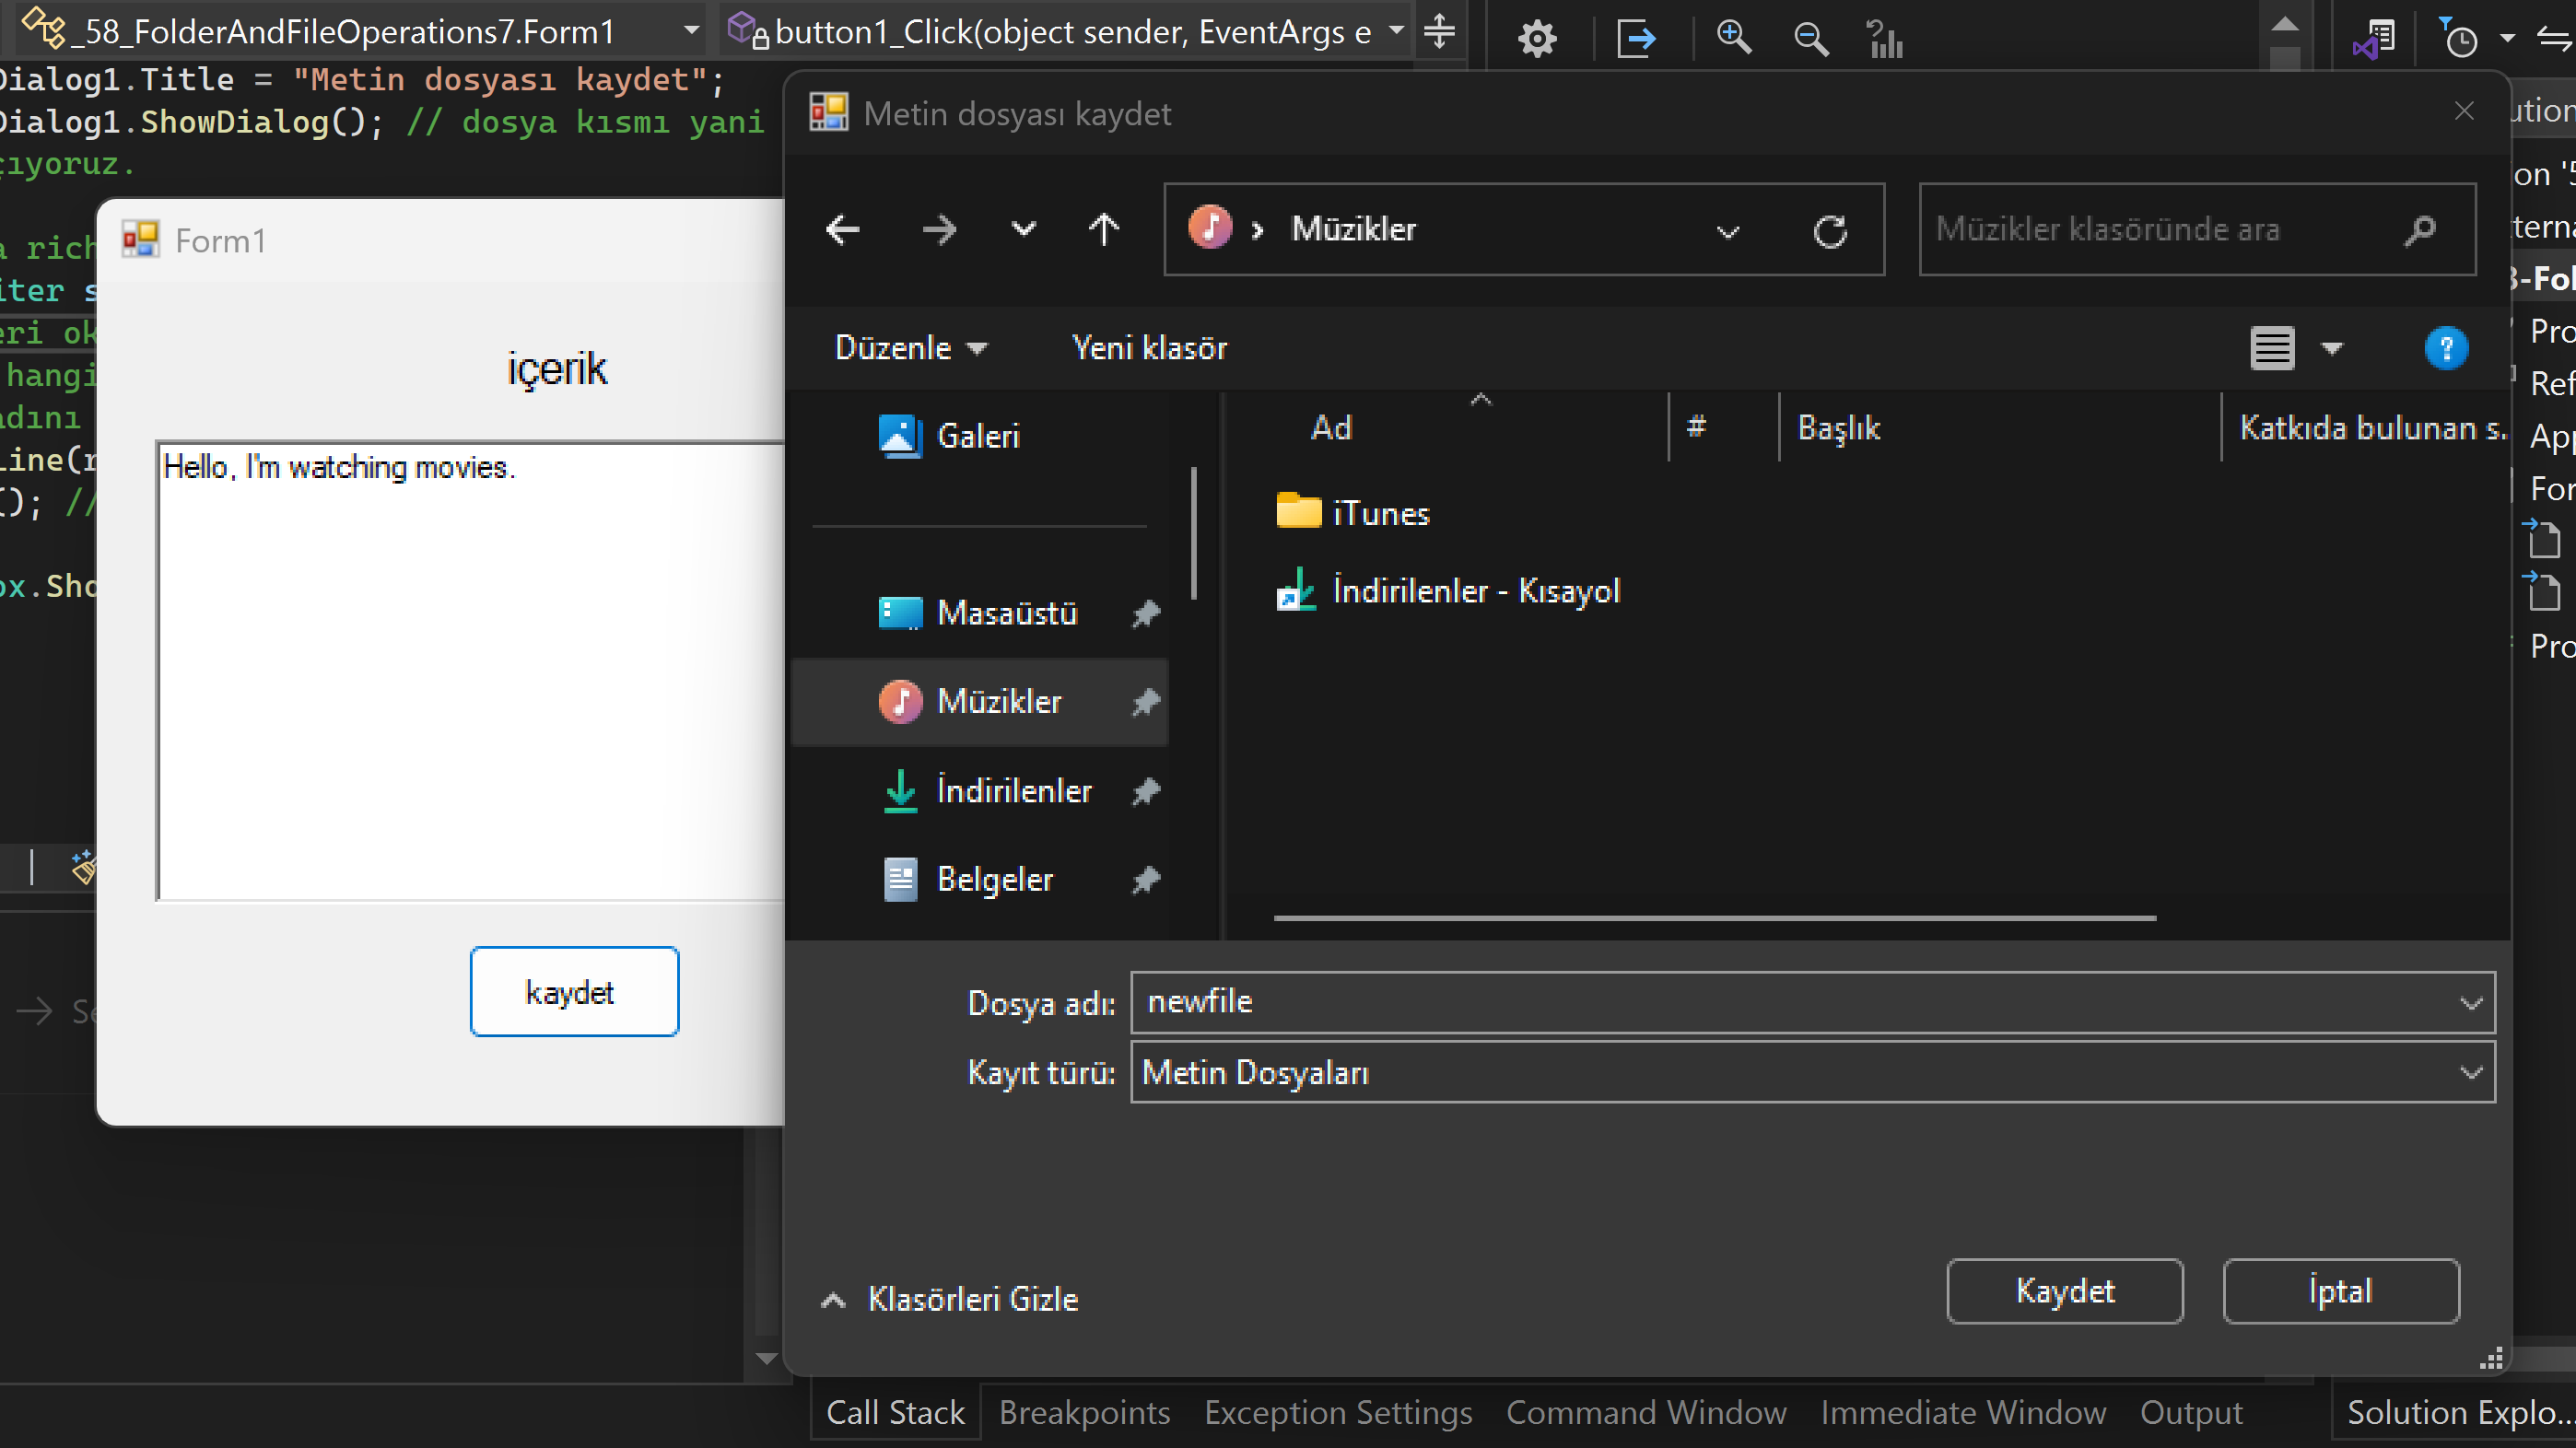 _58_FolderAndFileOperations7.Form1
button1_Click(object sender, EventArgs e
Dialog1.Title = "Metin dosyası kaydet";
Dialog1.ShowDialog(); // dosya kısmı yani
çıyoruz.
a rich
iter s
eri ok
hangi
adını
Line(r
(); //
ox.Sho
Form1
içerik
Hello, I'm watching movies.
kaydet
Metin dosyası kaydet
Müzikler
Müzikler klasöründe ara
Düzenle
Yeni klasör
Galeri
Masaüstü
Müzikler
İndirilenler
Belgeler
Ad
#
Başlık
Katkıda bulunan s...
iTunes
İndirilenler - Kısayol
Dosya adı: newfile
Kayıt türü: Metin Dosyaları
Klasörleri Gizle
Kaydet
İptal
ution
on '5
terna
3-Fol
Pro
Ref
App
For
Pro
Se
Call Stack
Breakpoints
Exception Settings
Command Window
Immediate Window
Output
Solution Explo...